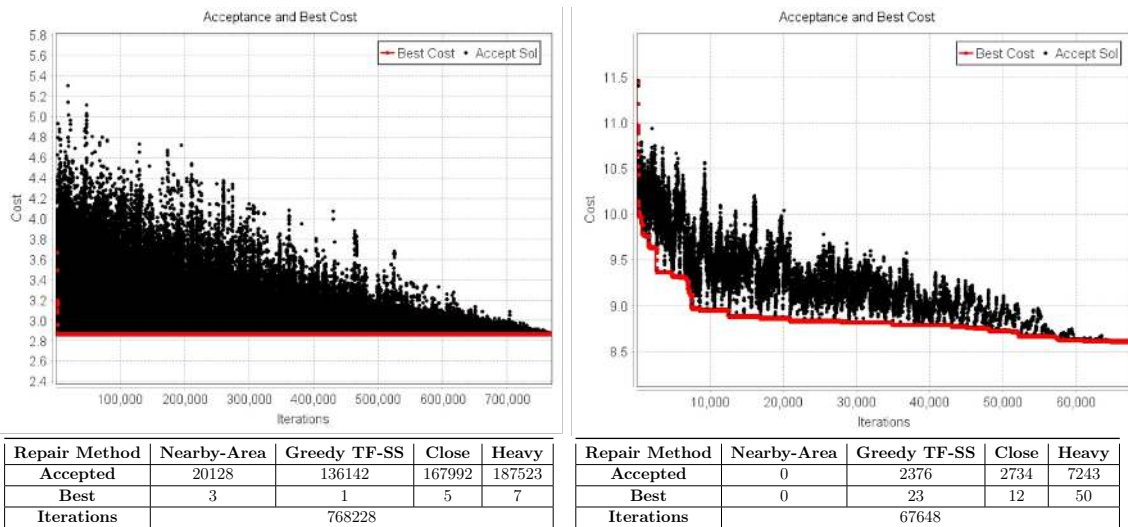 Acceptance and Best Cost
5.8
5.6
5.4
5.2
5.0
4.8
4.6
4.4
4.2
4.0
3.8
3.6
3.4
3.2
3.0
2.8
2.6
2.4
Cost
Best Cost • Accept Sol
100,000 200,000 300,000 400,000 500,000 600,000 700,000
Iterations
Repair Method Nearby-Area Greedy TF-SS Close Heavy
Accepted 20128 136142 167992 187523
Best 3 1 5 7
Iterations 768228
Acceptance and Best Cost
11.5
11.0
10.5
10.0
9.5
9.0
8.5
Cost
Best Cost • Accept Sol
10,000 20,000 30,000 40,000 50,000 60,000
Iterations
Repair Method Nearby-Area Greedy TF-SS Close Heavy
Accepted 0 2376 2734 7243
Best 0 23 12 50
Iterations 67648